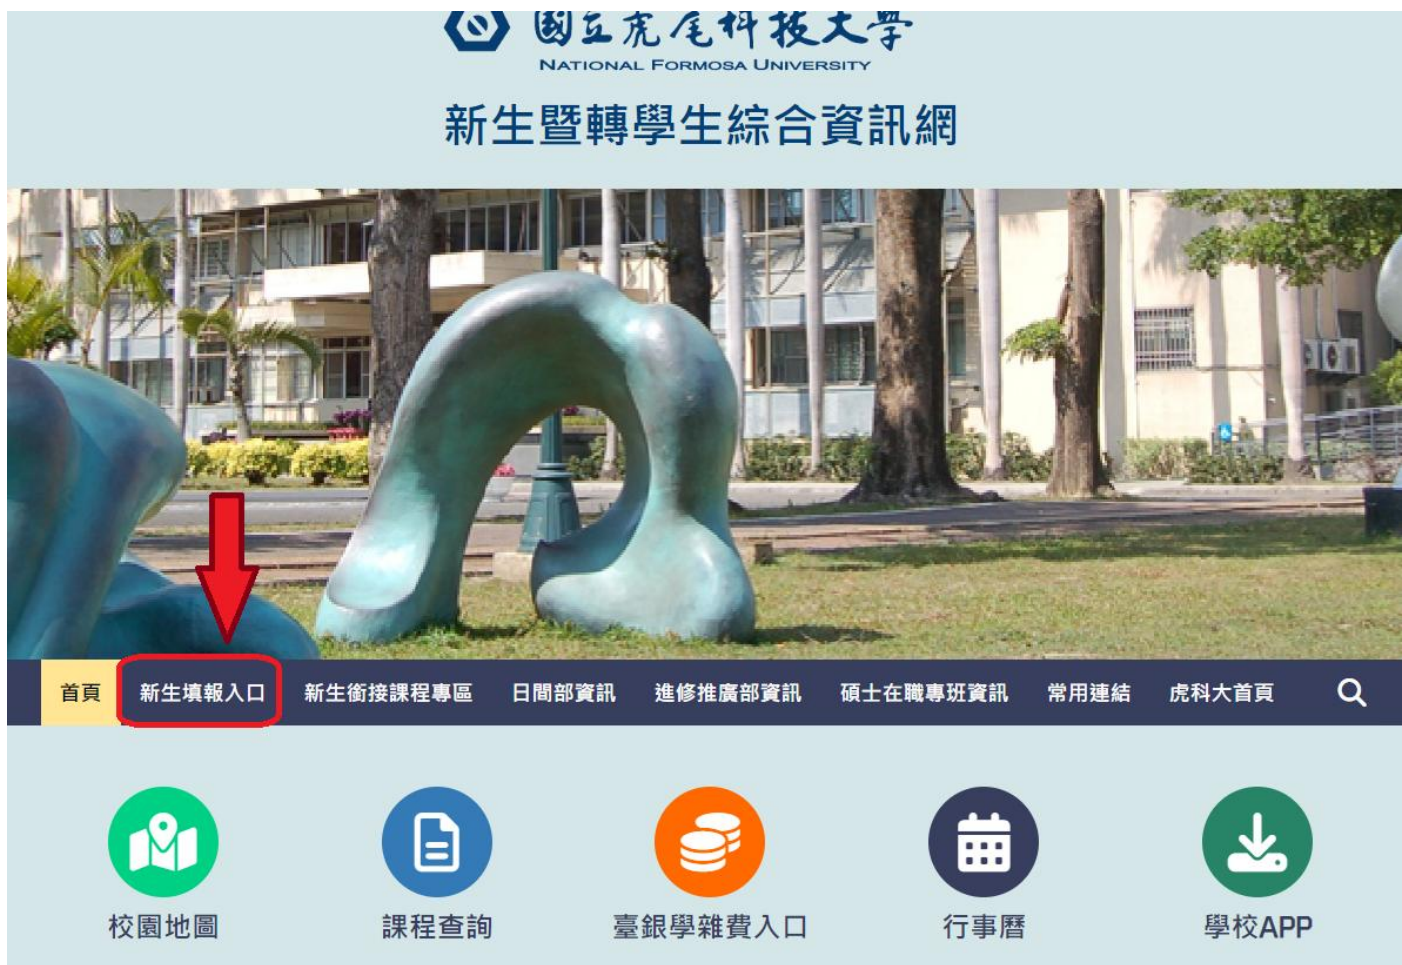 國立虎尾科技大學
NATIONAL FORMOSA UNIVERSITY
新生暨轉學生綜合資訊網
首頁 新生填報入口 新生銜接課程專區 日間部資訊 進修推廣部資訊 碩士在職專班資訊 常用連結 虎科大首頁
校園地圖 課程查詢 臺銀學雜費入口 行事曆 學校APP